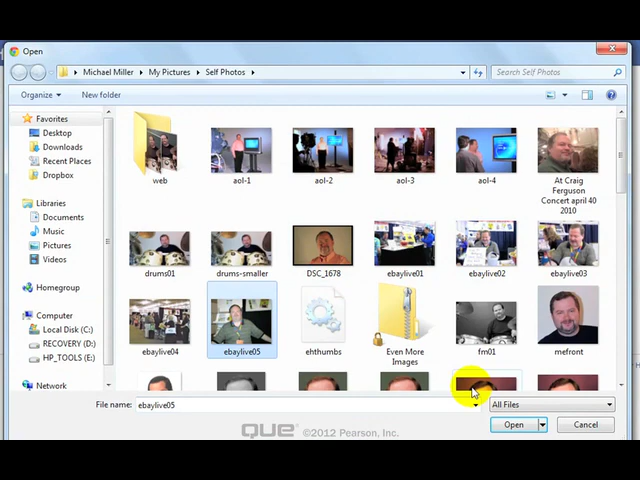 Open
Michael Miller
My Pictures
Self Photos
Search Self Photos
Organize
New folder
Favorites
Desktop
Downloads
Recent Places
Dropbox
Libraries
Documents
Music
Pictures
Videos
Homegroup
Computer
Local Disk (C:)
RECOVERY (D:)
HP_TOOLS (E:)
Network
web
aol-1
aol-2
aol-3
aol-4
At Craig
Ferguson
Concert april 40
2010
drums01
drums-smaller
DSC_1678
ebaylive01
ebaylive02
ebaylive03
ebaylive04
ebaylive05
ehthumbs
Even More
Images
fm01
mefront
File name:
ebaylive05
All Files
Open
Cancel
QUE ©2012 Pearson, Inc.